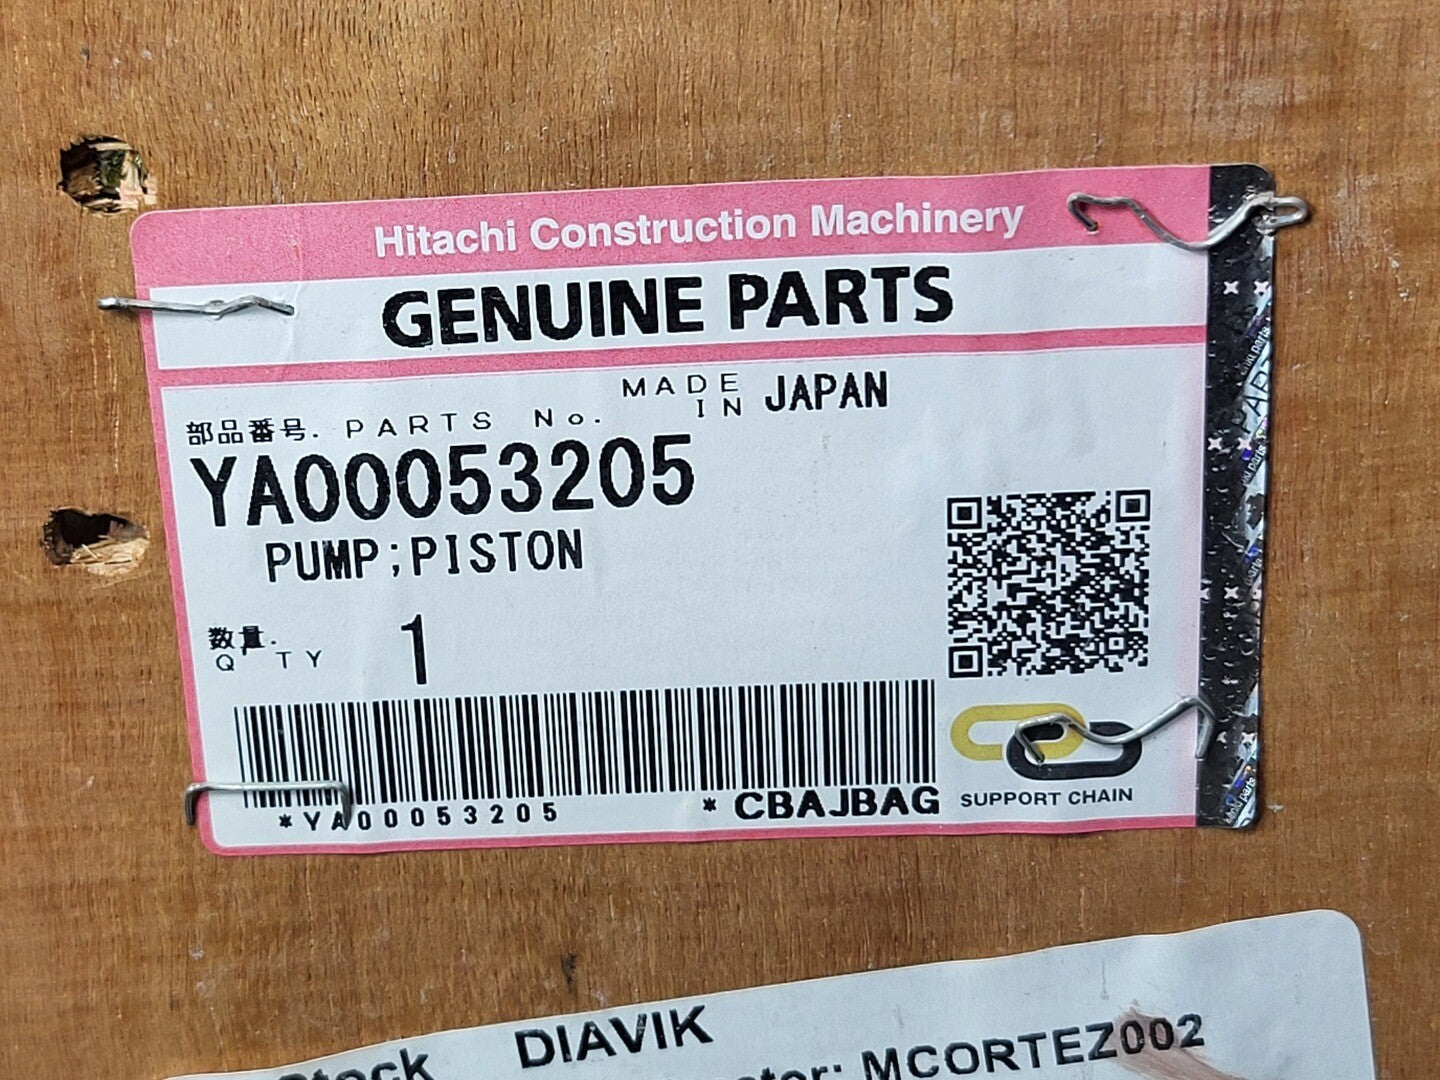 Hitachi Construction Machinery
GENUINE PARTS
MADE IN JAPAN
部品番号. PARTS No.
YA00053205
PUMP;PISTON
数量.
Q'TY 1
*YA00053205 * CBAJBAG
SUPPORT CHAIN
DIAVIK
MCORTEZ002